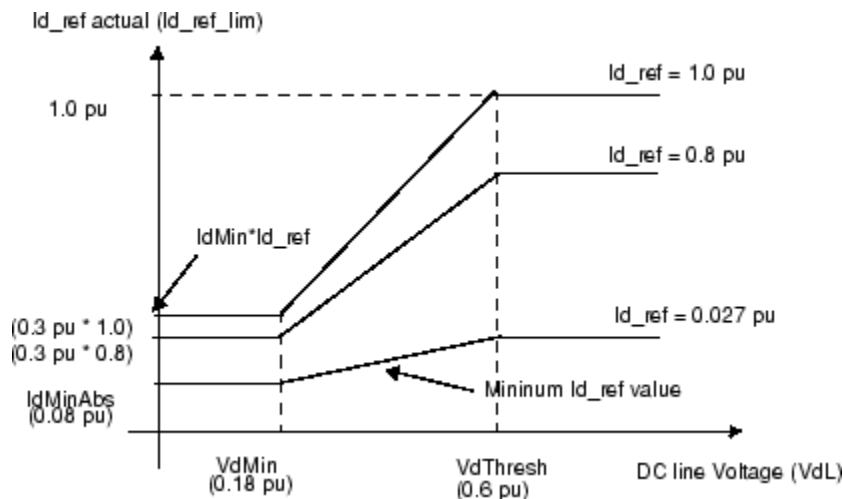 Id_ref actual (Id_ref_lim)
1.0 pu
Id_ref = 1.0 pu
Id_ref = 0.8 pu
IdMin*Id_ref
(0.3 pu * 1.0)
(0.3 pu * 0.8)
Id_ref = 0.027 pu
IdMinAbs
(0.08 pu)
Mininum Id_ref value
VdMin
(0.18 pu)
VdThresh
(0.6 pu)
DC line Voltage (VdL)